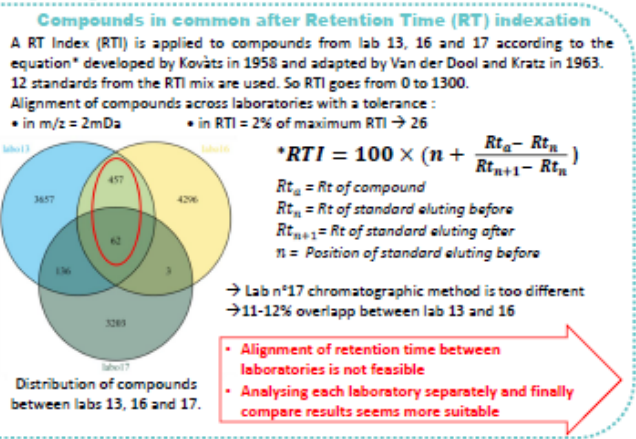 Compounds in common after Retention Time (RT) indexation
A RT Index (RTI) is applied to compounds from lab 13, 16 and 17 according to the
equation* developed by Kovàts in 1958 and adapted by Van der Dool and Kratz in 1963.
12 standards from the RTI mix are used. So RTI goes from 0 to 1300.
Alignment of compounds across laboratories with a tolerance :
• in m/z = 2mDa • in RTI = 2% of maximum RTI → 26
labo13
labo16
3657
457
4296
62
136
3
3203
labo17
Distribution of compounds
between labs 13, 16 and 17.
*RTI = 100 × (n + (Rt_a − Rt_n)/(Rt_{n+1} − Rt_n))
Rt_a = Rt of compound
Rt_n = Rt of standard eluting before
Rt_{n+1} = Rt of standard eluting after
n = Position of standard eluting before
→ Lab n°17 chromatographic method is too different
→11-12% overlapp between lab 13 and 16
• Alignment of retention time between
laboratories is not feasible
• Analysing each laboratory separately and finally
compare results seems more suitable